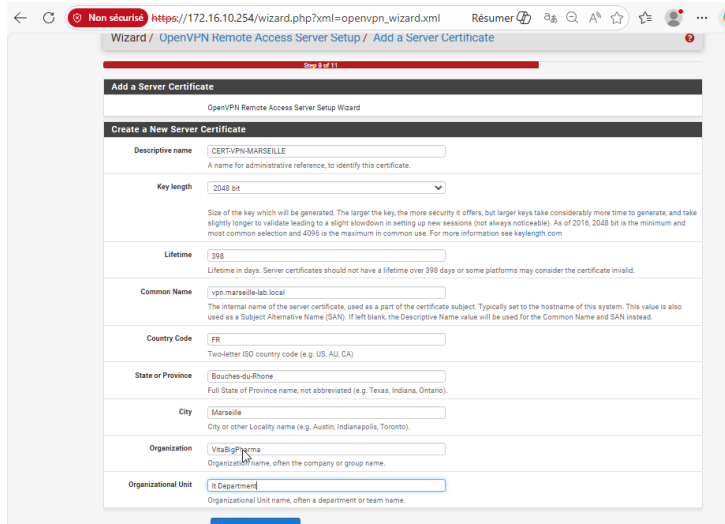 Non sécurisé https://172.16.10.254/wizard.php?xml=openvpn_wizard.xml Résumer
Wizard / OpenVPN Remote Access Server Setup / Add a Server Certificate
Step 8 of 11
Add a Server Certificate
OpenVPN Remote Access Server Setup Wizard
Create a New Server Certificate
Descriptive name CERT-VPN-MARSEILLE
A name for administrative reference, to identify this certificate.
Key length 2048 bit
Size of the key which will be generated. The larger the key, the more security it offers, but larger keys take considerably more time to generate, and take
slightly longer to validate leading to a slight slowdown in setting up new sessions (not always noticeable). As of 2016, 2048 bit is the minimum and
most common selection and 4096 is the maximum in common use. For more information see keylength.com
Lifetime 398
Lifetime in days. Server certificates should not have a lifetime over 398 days or some platforms may consider the certificate invalid.
Common Name vpn.marseille-lab.local
The internal name of the server certificate, used as a part of the certificate subject. Typically set to the hostname of this system. This value is also
used as a Subject Alternative Name (SAN). If left blank, the Descriptive Name value will be used for the Common Name and SAN instead.
Country Code FR
Two-letter ISO country code (e.g. US, AU, CA)
State or Province Bouches-du-Rhone
Full State of Province name, not abbreviated (e.g. Texas, Indiana, Ontario).
City Marseille
City or other Locality name (e.g. Austin, Indianapolis, Toronto).
Organization VitaBigPharma
Organization name, often the company or group name.
Organizational Unit It Department
Organizational Unit name, often a department or team name.